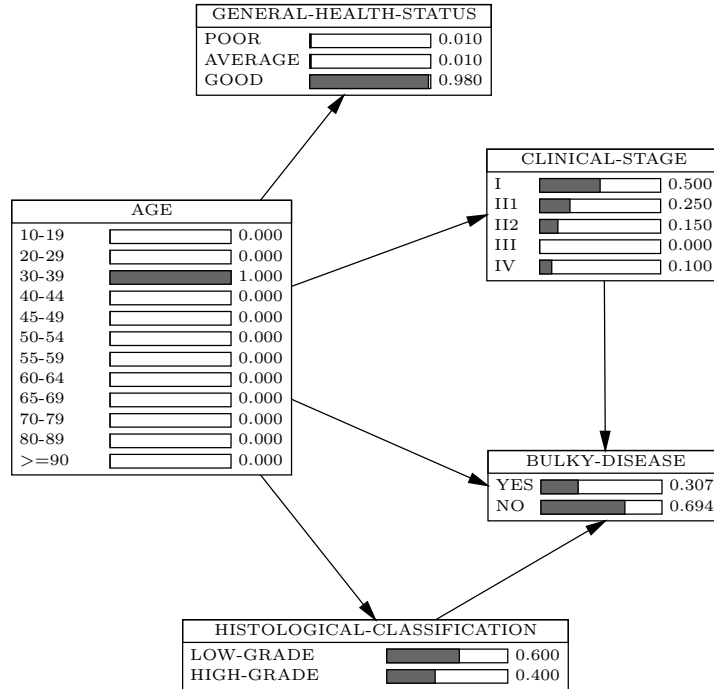 GENERAL-HEALTH-STATUS
POOR 0.010
AVERAGE 0.010
GOOD 0.980
CLINICAL-STAGE
I 0.500
II1 0.250
II2 0.150
III 0.000
IV 0.100
AGE
10-19 0.000
20-29 0.000
30-39 1.000
40-44 0.000
45-49 0.000
50-54 0.000
55-59 0.000
60-64 0.000
65-69 0.000
70-79 0.000
80-89 0.000
>=90 0.000
BULKY-DISEASE
YES 0.307
NO 0.694
HISTOLOGICAL-CLASSIFICATION
LOW-GRADE 0.600
HIGH-GRADE 0.400